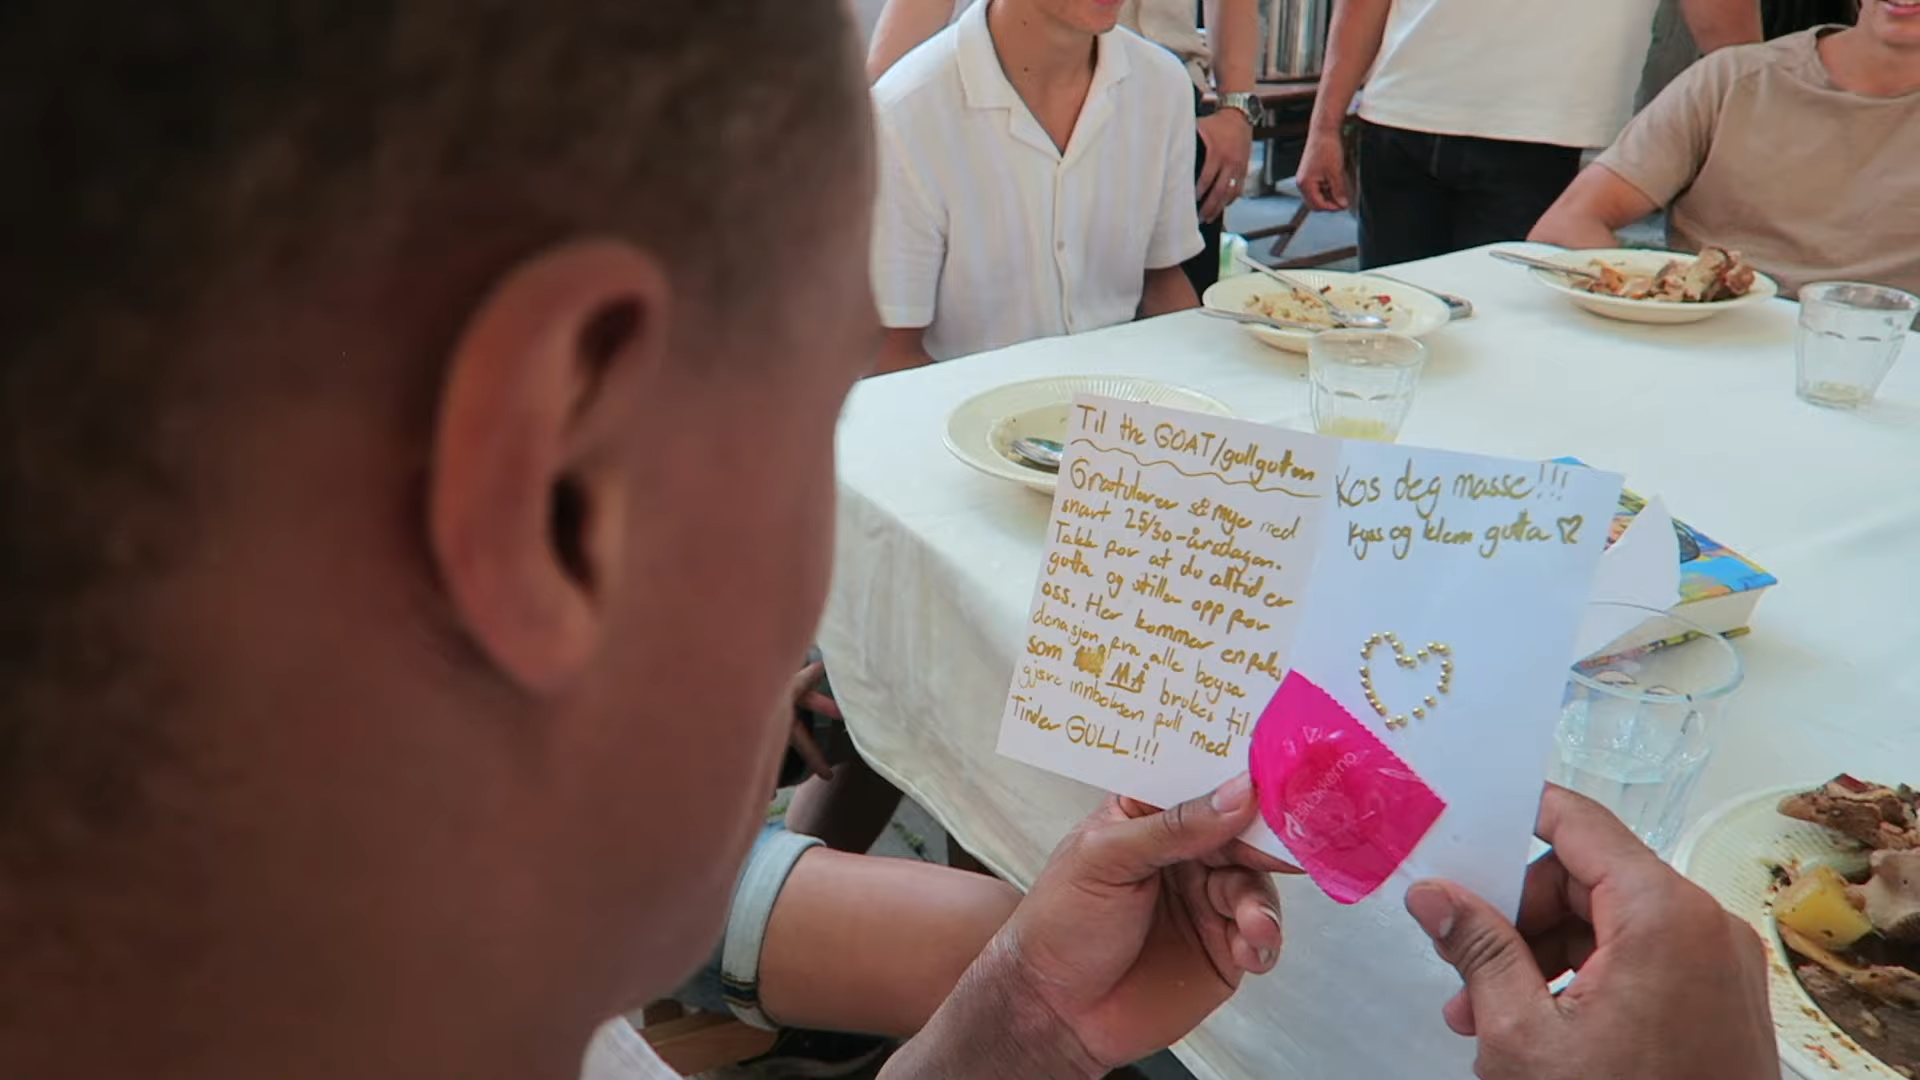 Til the GOAT/gullgutten
Gratulerer så mye med
snart 25/30-årsdagen.
Takk for at du alltid er
gutta og stiller opp for
oss. Her kommer en
donasjon fra alle boysa
som MÅ brukes til
gjøre innboksen full med
Tinder GULL!!!
Kos deg masse!!!
Kyss og klem gutta ♡